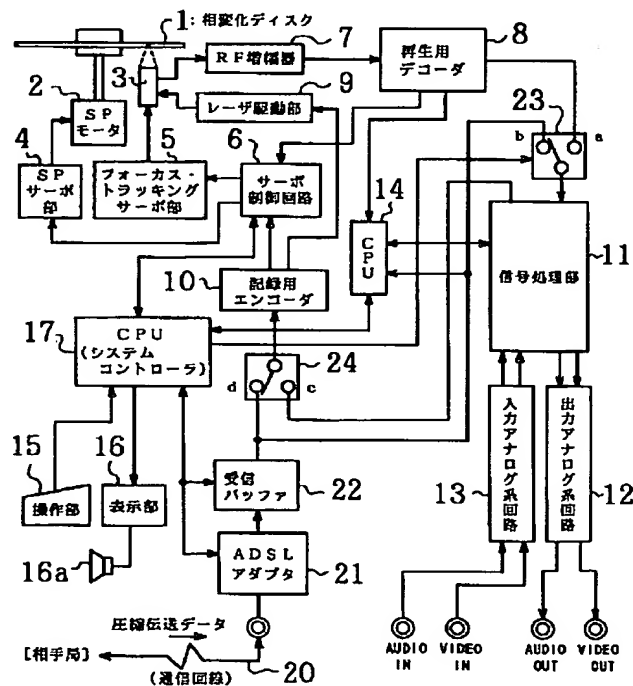 1:相変化ディスク
7
RF増幅器
8
再生用
デコーダ
3
9
レーザ駆動部
2
SP
モータ
23
b
a
4
SP
サーボ
部
5
フォーカス・
トラッキング
サーボ部
6
サーボ
制御回路
14
CPU
11
信号処理部
10
記録用
エンコーダ
17
CPU
(システム
コントローラ)
24
d
c
15
操作部
16
表示部
16a
受信
バッファ
22
13
入力アナログ系回路
出力アナログ系回路
12
ADSL
アダプタ
21
圧縮伝送データ
[相手局]
(通信回線)
20
AUDIO
IN
VIDEO
IN
AUDIO
OUT
VIDEO
OUT